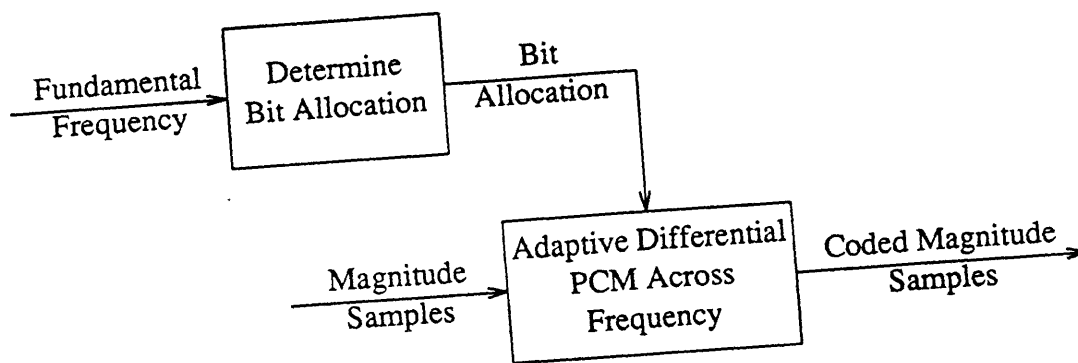 Fundamental
Frequency
Determine
Bit Allocation
Bit
Allocation
Magnitude
Samples
Adaptive Differential
PCM Across
Frequency
Coded Magnitude
Samples